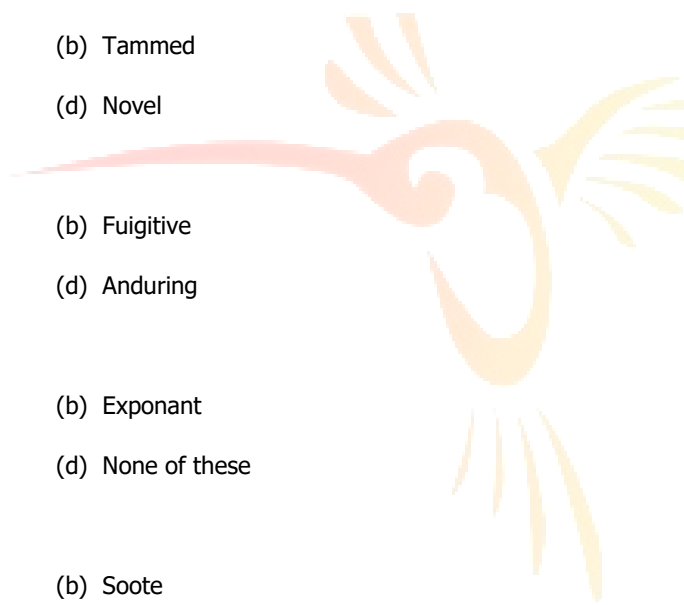 (b) Tammed
(d) Novel
(b) Fuigitive
(d) Anduring
(b) Exponant
(d) None of these
(b) Soote